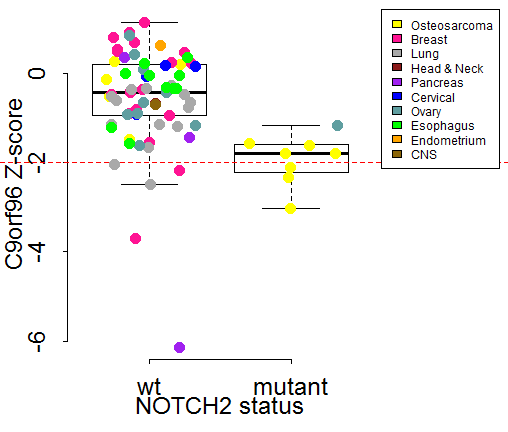 Osteosarcoma
Breast
Lung
Head & Neck
Pancreas
Cervical
Ovary
Esophagus
Endometrium
CNS
C9orf96 Z-score
0
-2
-4
-6
wt
mutant
NOTCH2 status